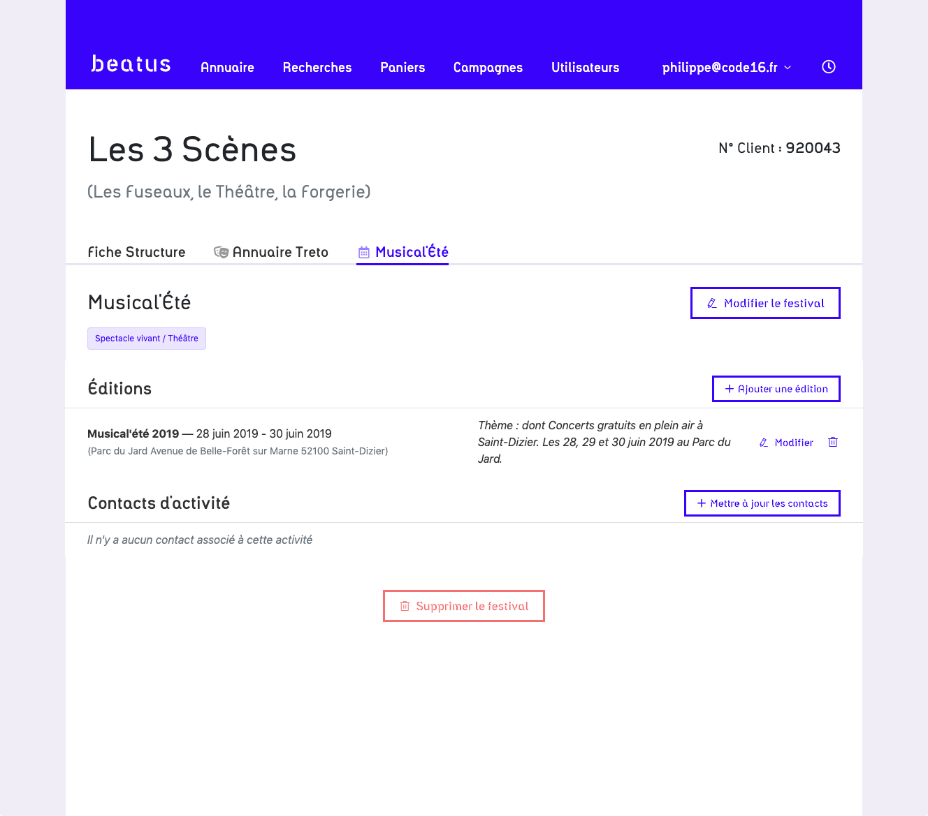 beatus Annuaire Recherches Paniers Campagnes Utilisateurs philippe@code16.fr
Les 3 Scènes
N° Client : 920043
(Les Fuseaux, le Théâtre, la Forgerie)
Fiche Structure Annuaire Treto Musical'Été
Musical'Été
Modifier le festival
Spectacle vivant / Théâtre
Éditions
+ Ajouter une édition
Musical'été 2019 — 28 juin 2019 - 30 juin 2019
(Parc du Jard Avenue de Belle-Forêt sur Marne 52100 Saint-Dizier)
Thème : dont Concerts gratuits en plein air à
Saint-Dizier. Les 28, 29 et 30 juin 2019 au Parc du
Jard.
Modifier
Contacts d'activité
+ Mettre à jour les contacts
Il n'y a aucun contact associé à cette activité
Supprimer le festival